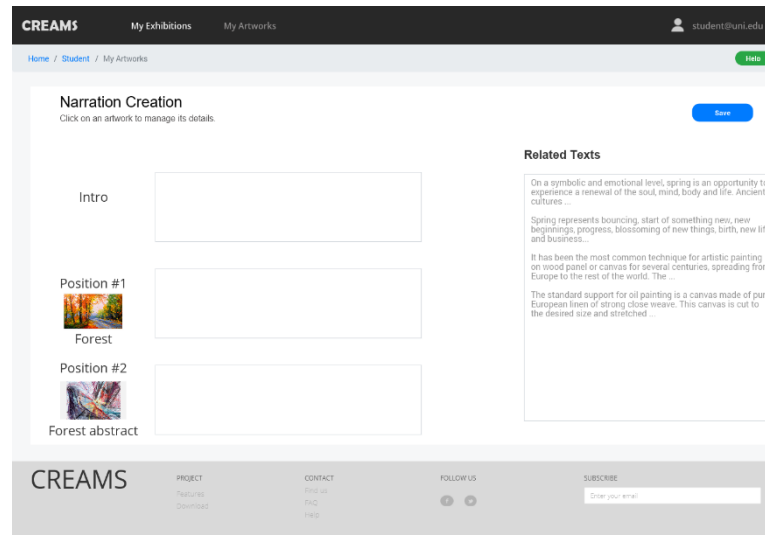 CREAMS
My Exhibitions
My Artworks
student@uni.edu
Home / Student / My Artworks
Help
Narration Creation
Click on an artwork to manage its details.
Save
Related Texts
Intro
Position #1
Forest
Position #2
Forest abstract
On a symbolic and emotional level, spring is an opportunity to
experience a renewal of the soul, mind, body and life. Ancient
cultures ...
Spring represents bouncing, start of something new, new
beginnings, progress, blossoming of new things, birth, new lif
and business...
It has been the most common technique for artistic painting
on wood panel or canvas for several centuries, spreading from
Europe to the rest of the world. The ...
The standard support for oil painting is a canvas made of pur
European linen of strong close weave. This canvas is cut to
the desired size and stretched ...
CREAMS
PROJECT
Features
Download
CONTACT
Find us
FAQ
Help
FOLLOW US
SUBSCRIBE
Enter your email